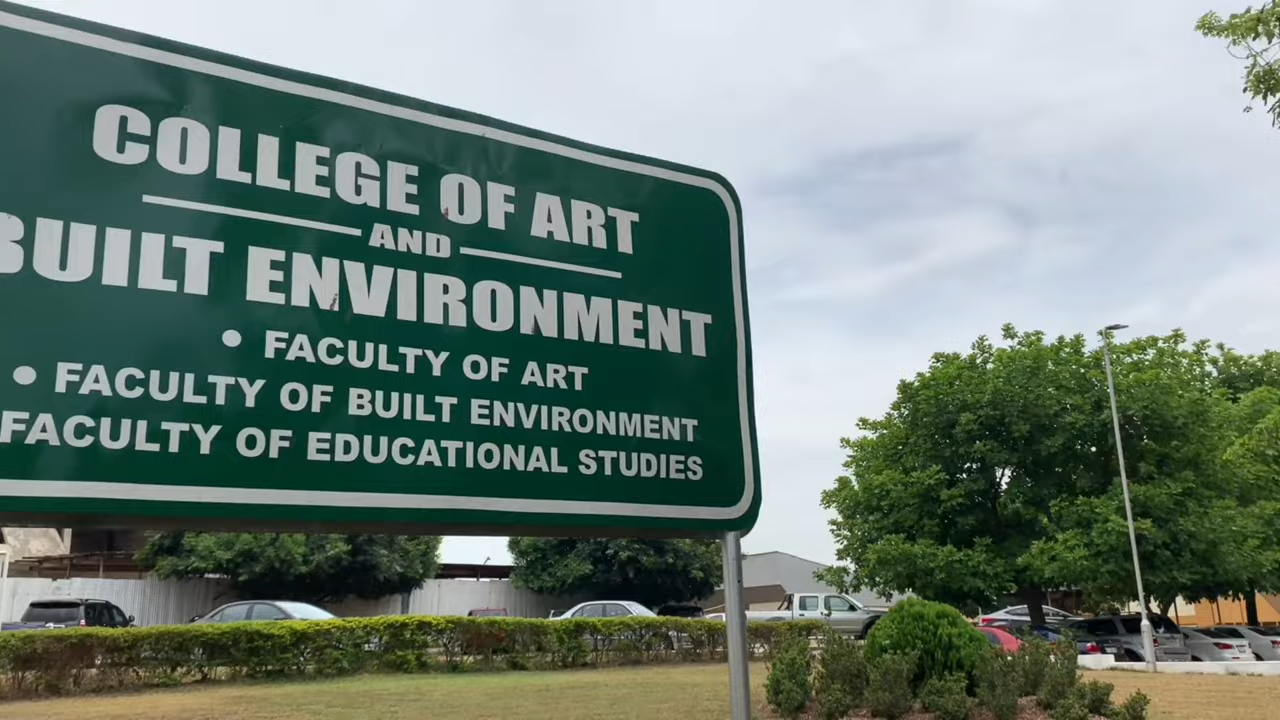 COLLEGE OF ART
AND
BUILT ENVIRONMENT
• FACULTY OF ART
• FACULTY OF BUILT ENVIRONMENT
FACULTY OF EDUCATIONAL STUDIES